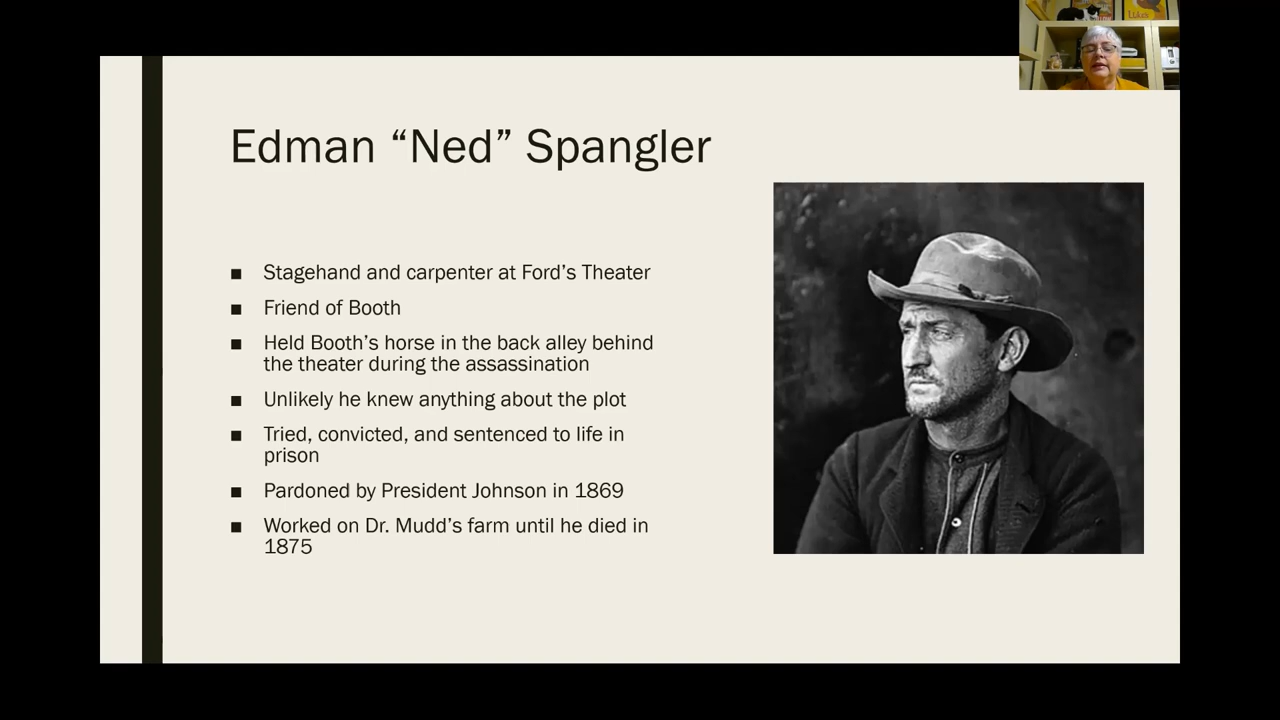 Edman “Ned” Spangler
■ Stagehand and carpenter at Ford’s Theater
■ Friend of Booth
■ Held Booth’s horse in the back alley behind
the theater during the assassination
■ Unlikely he knew anything about the plot
■ Tried, convicted, and sentenced to life in
prison
■ Pardoned by President Johnson in 1869
■ Worked on Dr. Mudd’s farm until he died in
1875